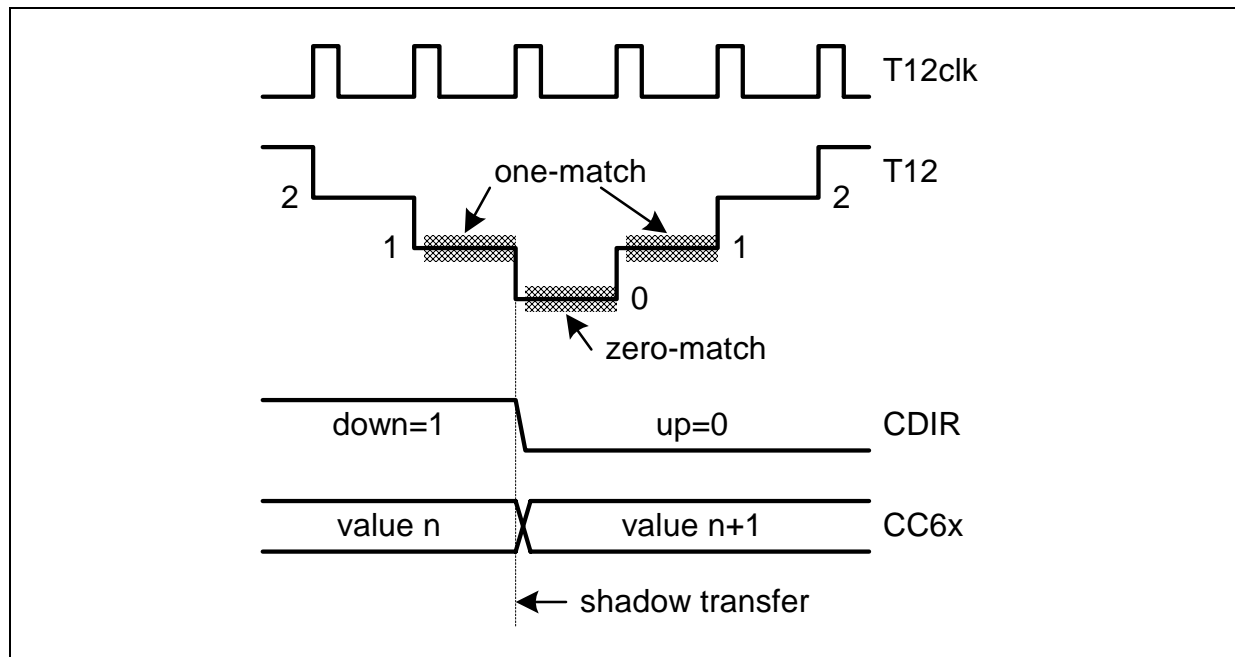 T12clk
T12
one-match
2
2
1
1
0
zero-match
down=1
up=0
CDIR
value n
value n+1
CC6x
shadow transfer